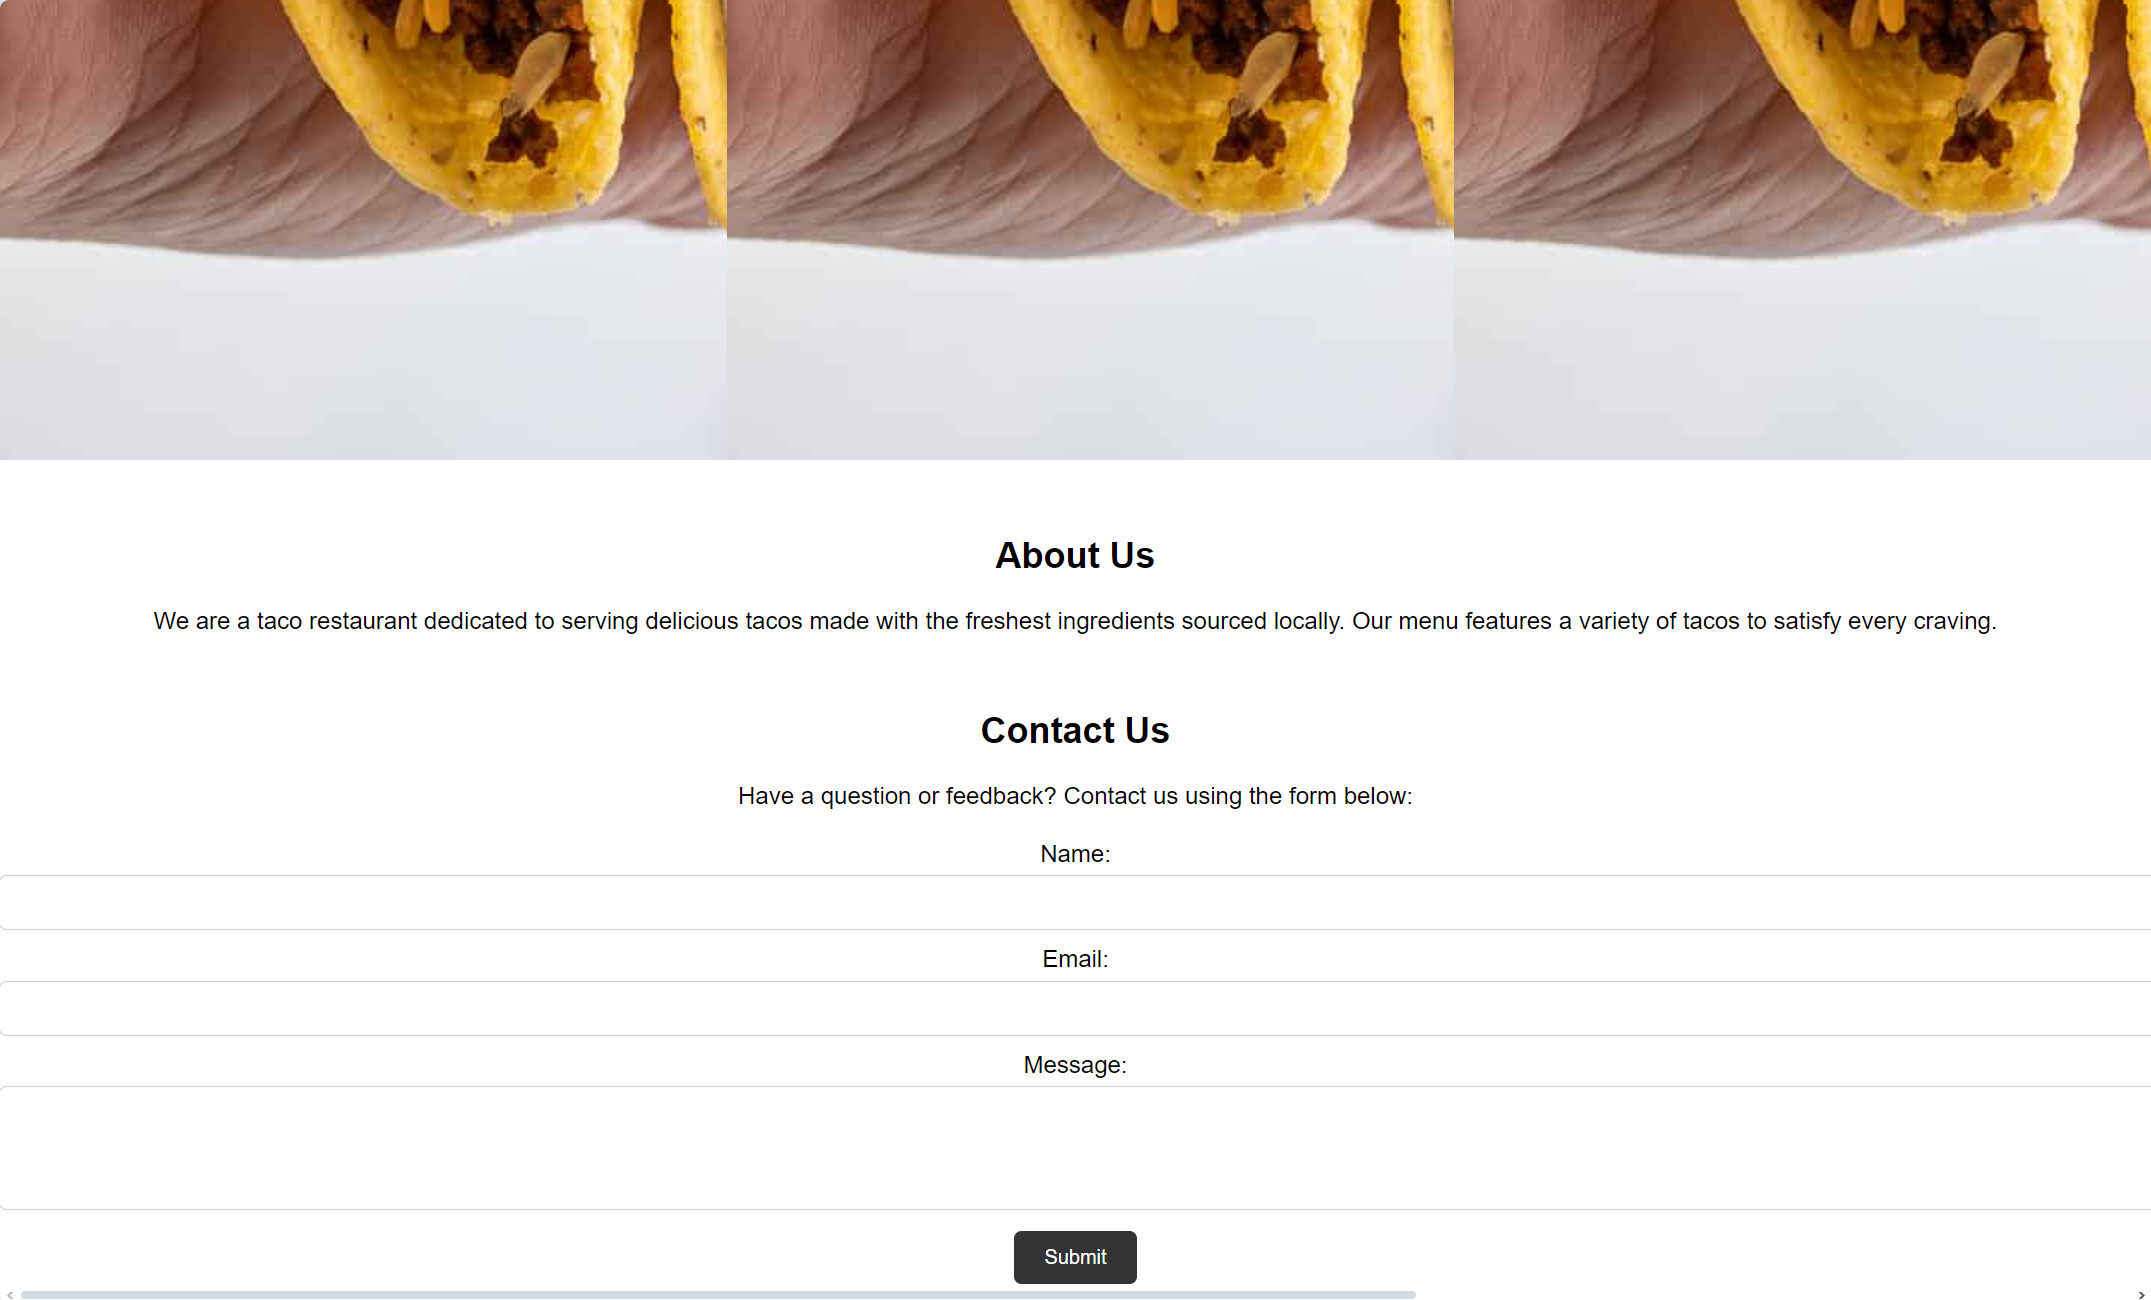 About Us
We are a taco restaurant dedicated to serving delicious tacos made with the freshest ingredients sourced locally. Our menu features a variety of tacos to satisfy every craving.
Contact Us
Have a question or feedback? Contact us using the form below:
Name:
Email:
Message:
Submit